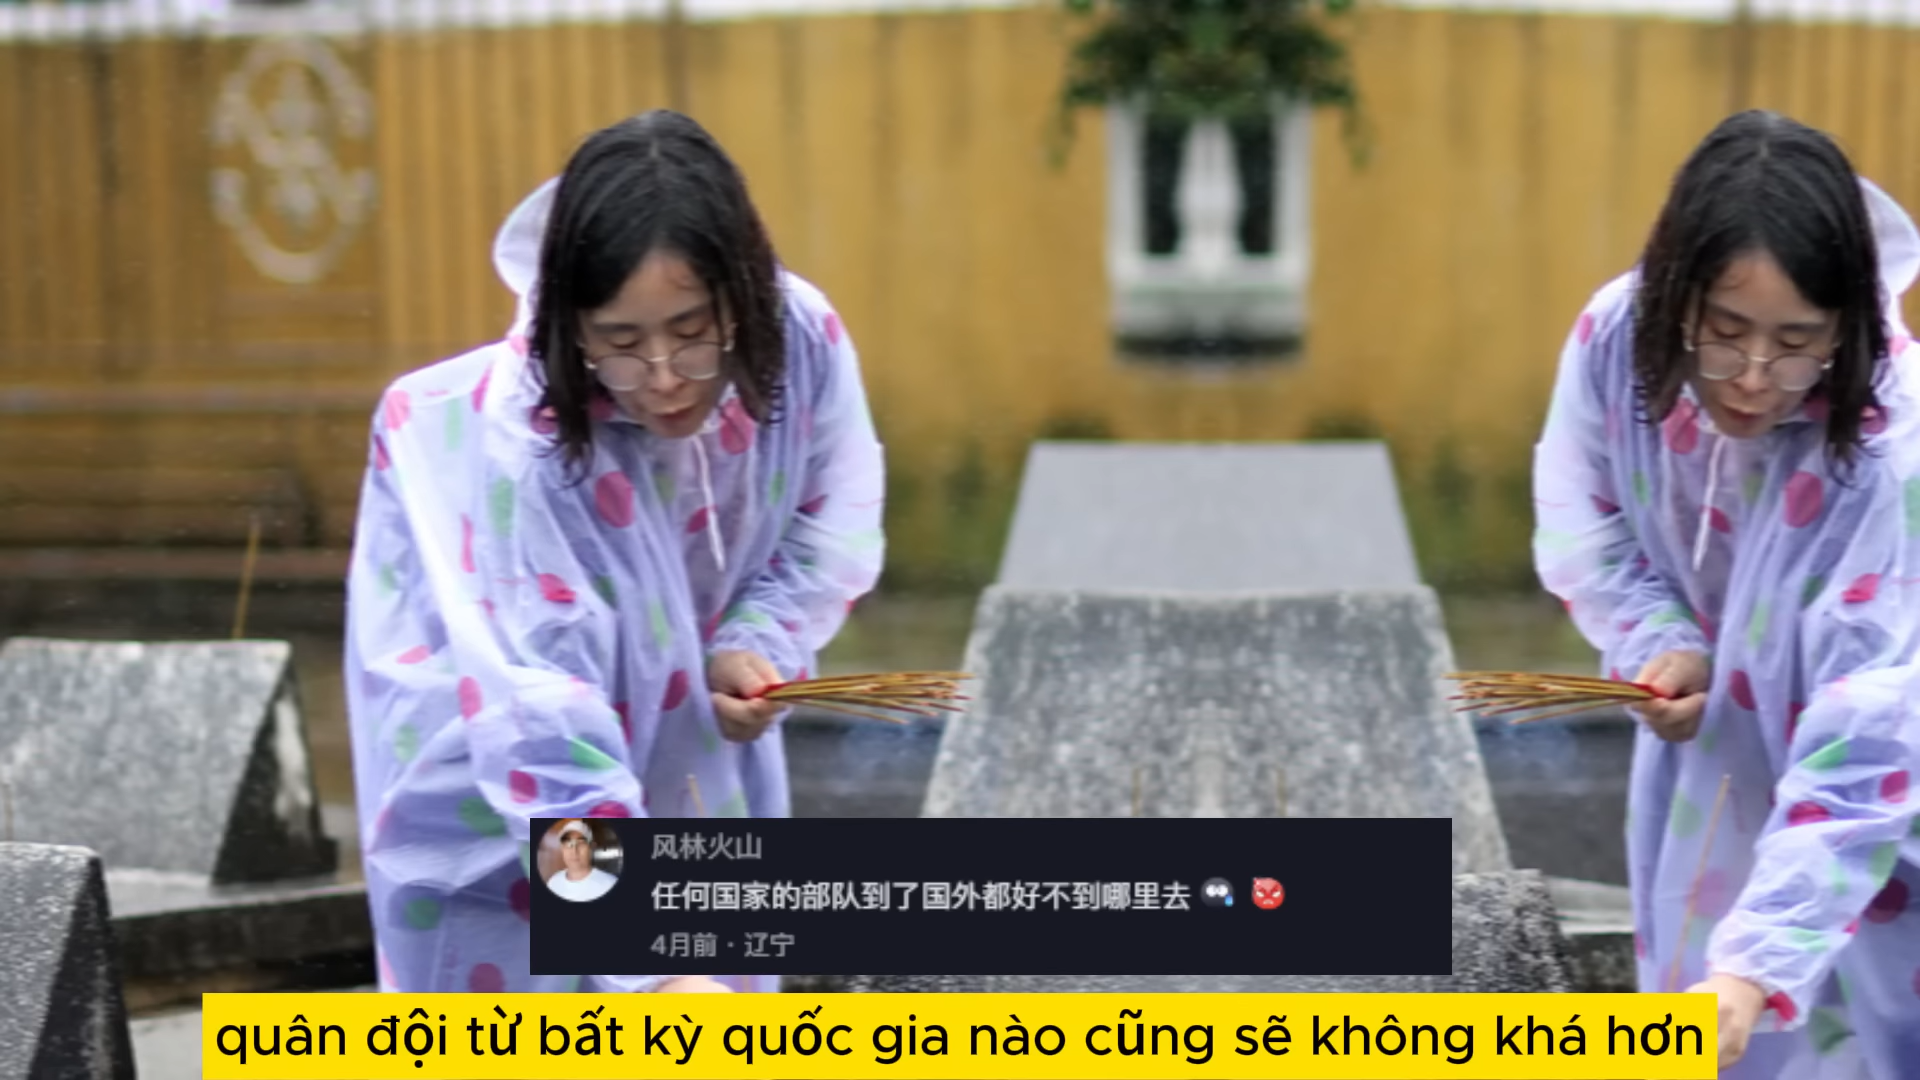 风林火山
任何国家的部队到了国外都好不到哪里去
4月前 · 辽宁
quân đội từ bất kỳ quốc gia nào cũng sẽ không khá hơn